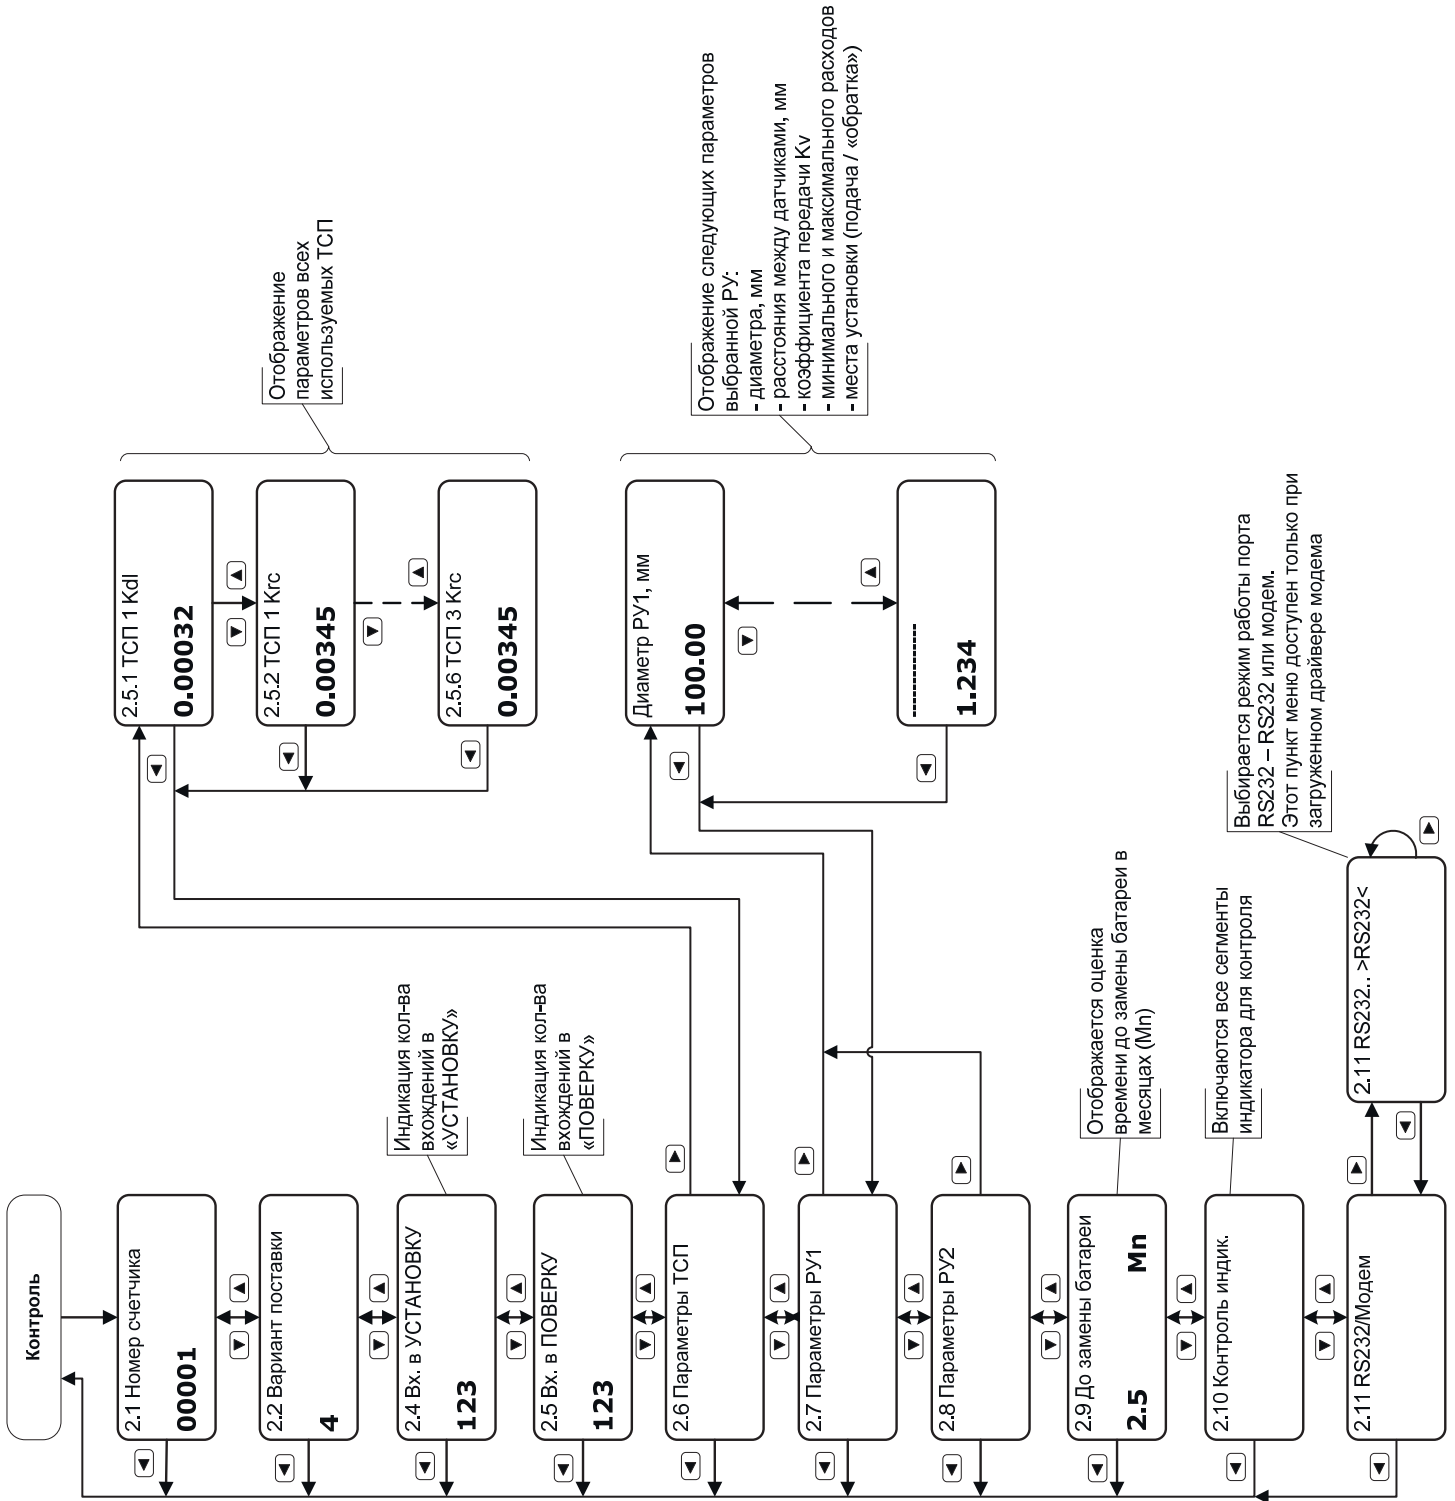 Контроль
2.1 Номер счетчика
00001
2.2 Вариант поставки
4
2.4 Вх. в УСТАНОВКУ
123
Индикация кол-ва
вхождений в
«УСТАНОВКУ»
2.5 Вх. в ПОВЕРКУ
123
Индикация кол-ва
вхождений в
«ПОВЕРКУ»
2.6 Параметры ТСП
2.7 Параметры РУ1
2.8 Параметры РУ2
2.9 До замены батареи
2.5 Mn
Отображается оценка
времени до замены батареи в
месяцах (Mn)
2.10 Контроль индик.
Включаются все сегменты
индикатора для контроля
2.11 RS232/Модем
2.11 RS232.. >RS232<
Выбирается режим работы порта
RS232 – RS232 или модем.
Этот пункт меню доступен только при
загруженном драйвере модема
2.5.1 ТСП 1 Kdl
0.00032
2.5.2 ТСП 1 Krc
0.00345
2.5.6 ТСП 3 Krc
0.00345
Отображение
параметров всех
используемых ТСП
Диаметр РУ1, мм
100.00
----------------
1.234
Отображение следующих параметров
выбранной РУ:
- диаметра, мм
- расстояния между датчиками, мм
- коэффициента передачи Kv
- минимального и максимального расходов
- места установки (подача / «обратка»)